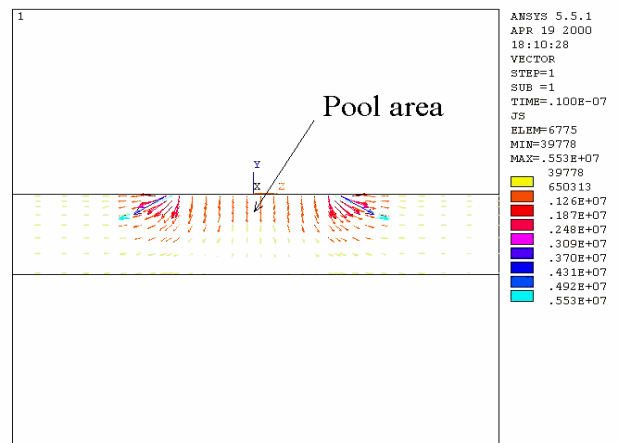 1
ANSYS 5.5.1
APR 19 2000
18:10:28
VECTOR
STEP=1
SUB =1
TIME=.100E-07
JS
ELEM=6775
MIN=39778
MAX=.553E+07
39778
650313
.126E+07
.187E+07
.248E+07
.309E+07
.370E+07
.431E+07
.492E+07
.553E+07
Pool area
Y
X Z